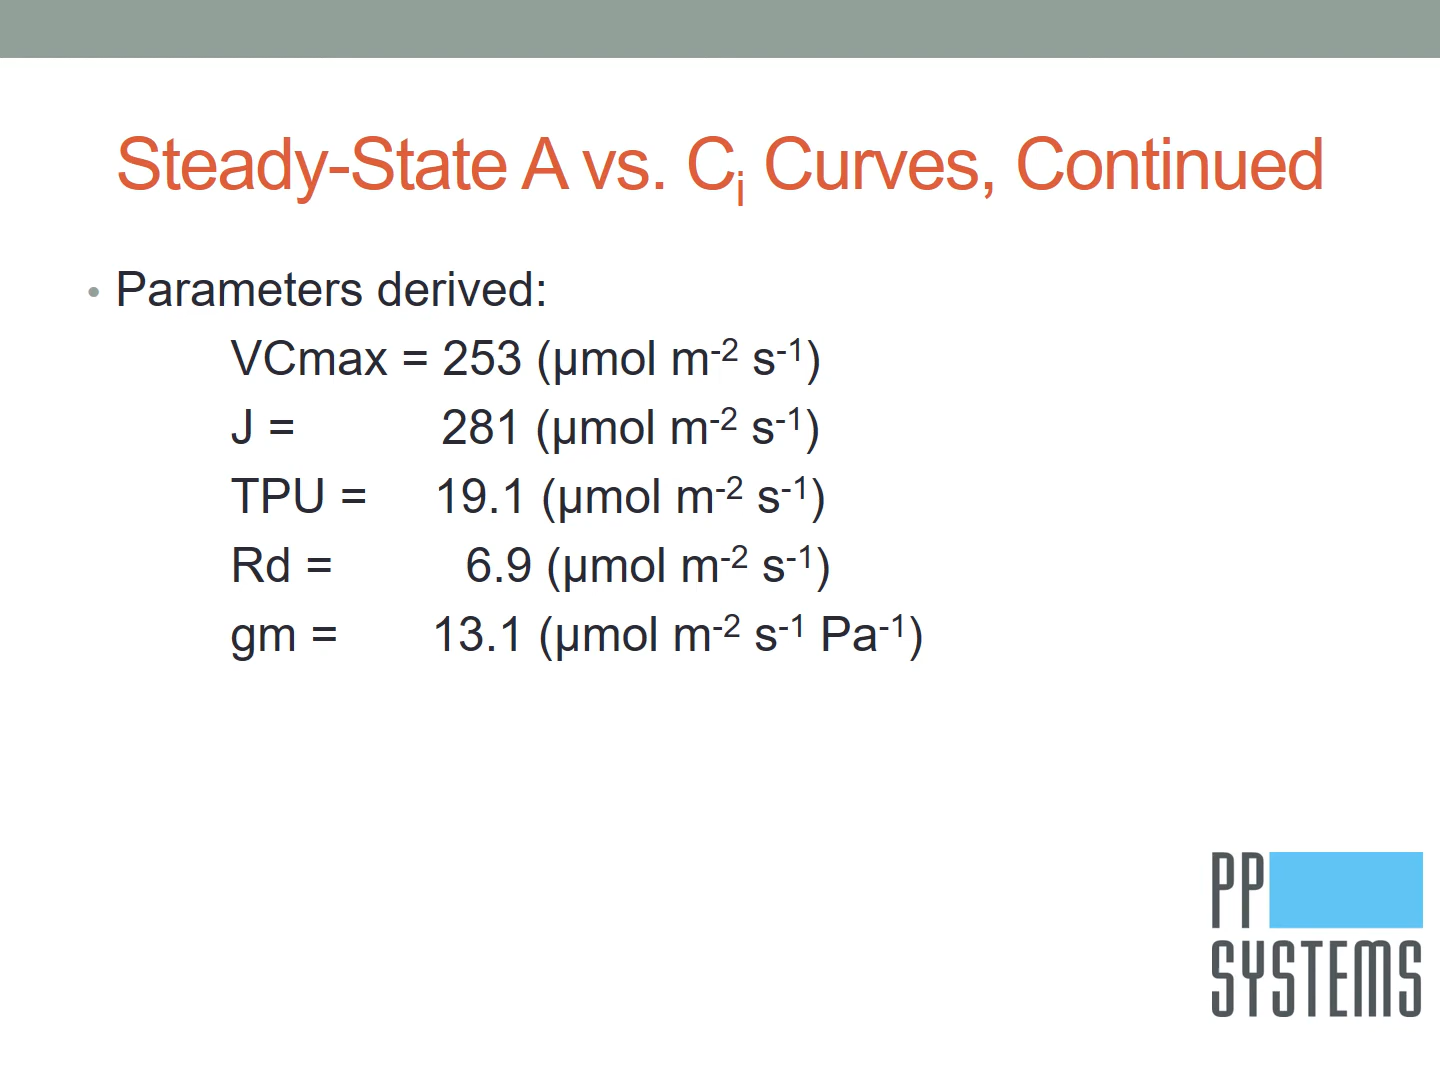 Steady-State A vs. Cᵢ Curves, Continued
• Parameters derived:
VCmax = 253 (µmol m⁻² s⁻¹)
J = 281 (µmol m⁻² s⁻¹)
TPU = 19.1 (µmol m⁻² s⁻¹)
Rd = 6.9 (µmol m⁻² s⁻¹)
gm = 13.1 (µmol m⁻² s⁻¹ Pa⁻¹)
PP
SYSTEMS